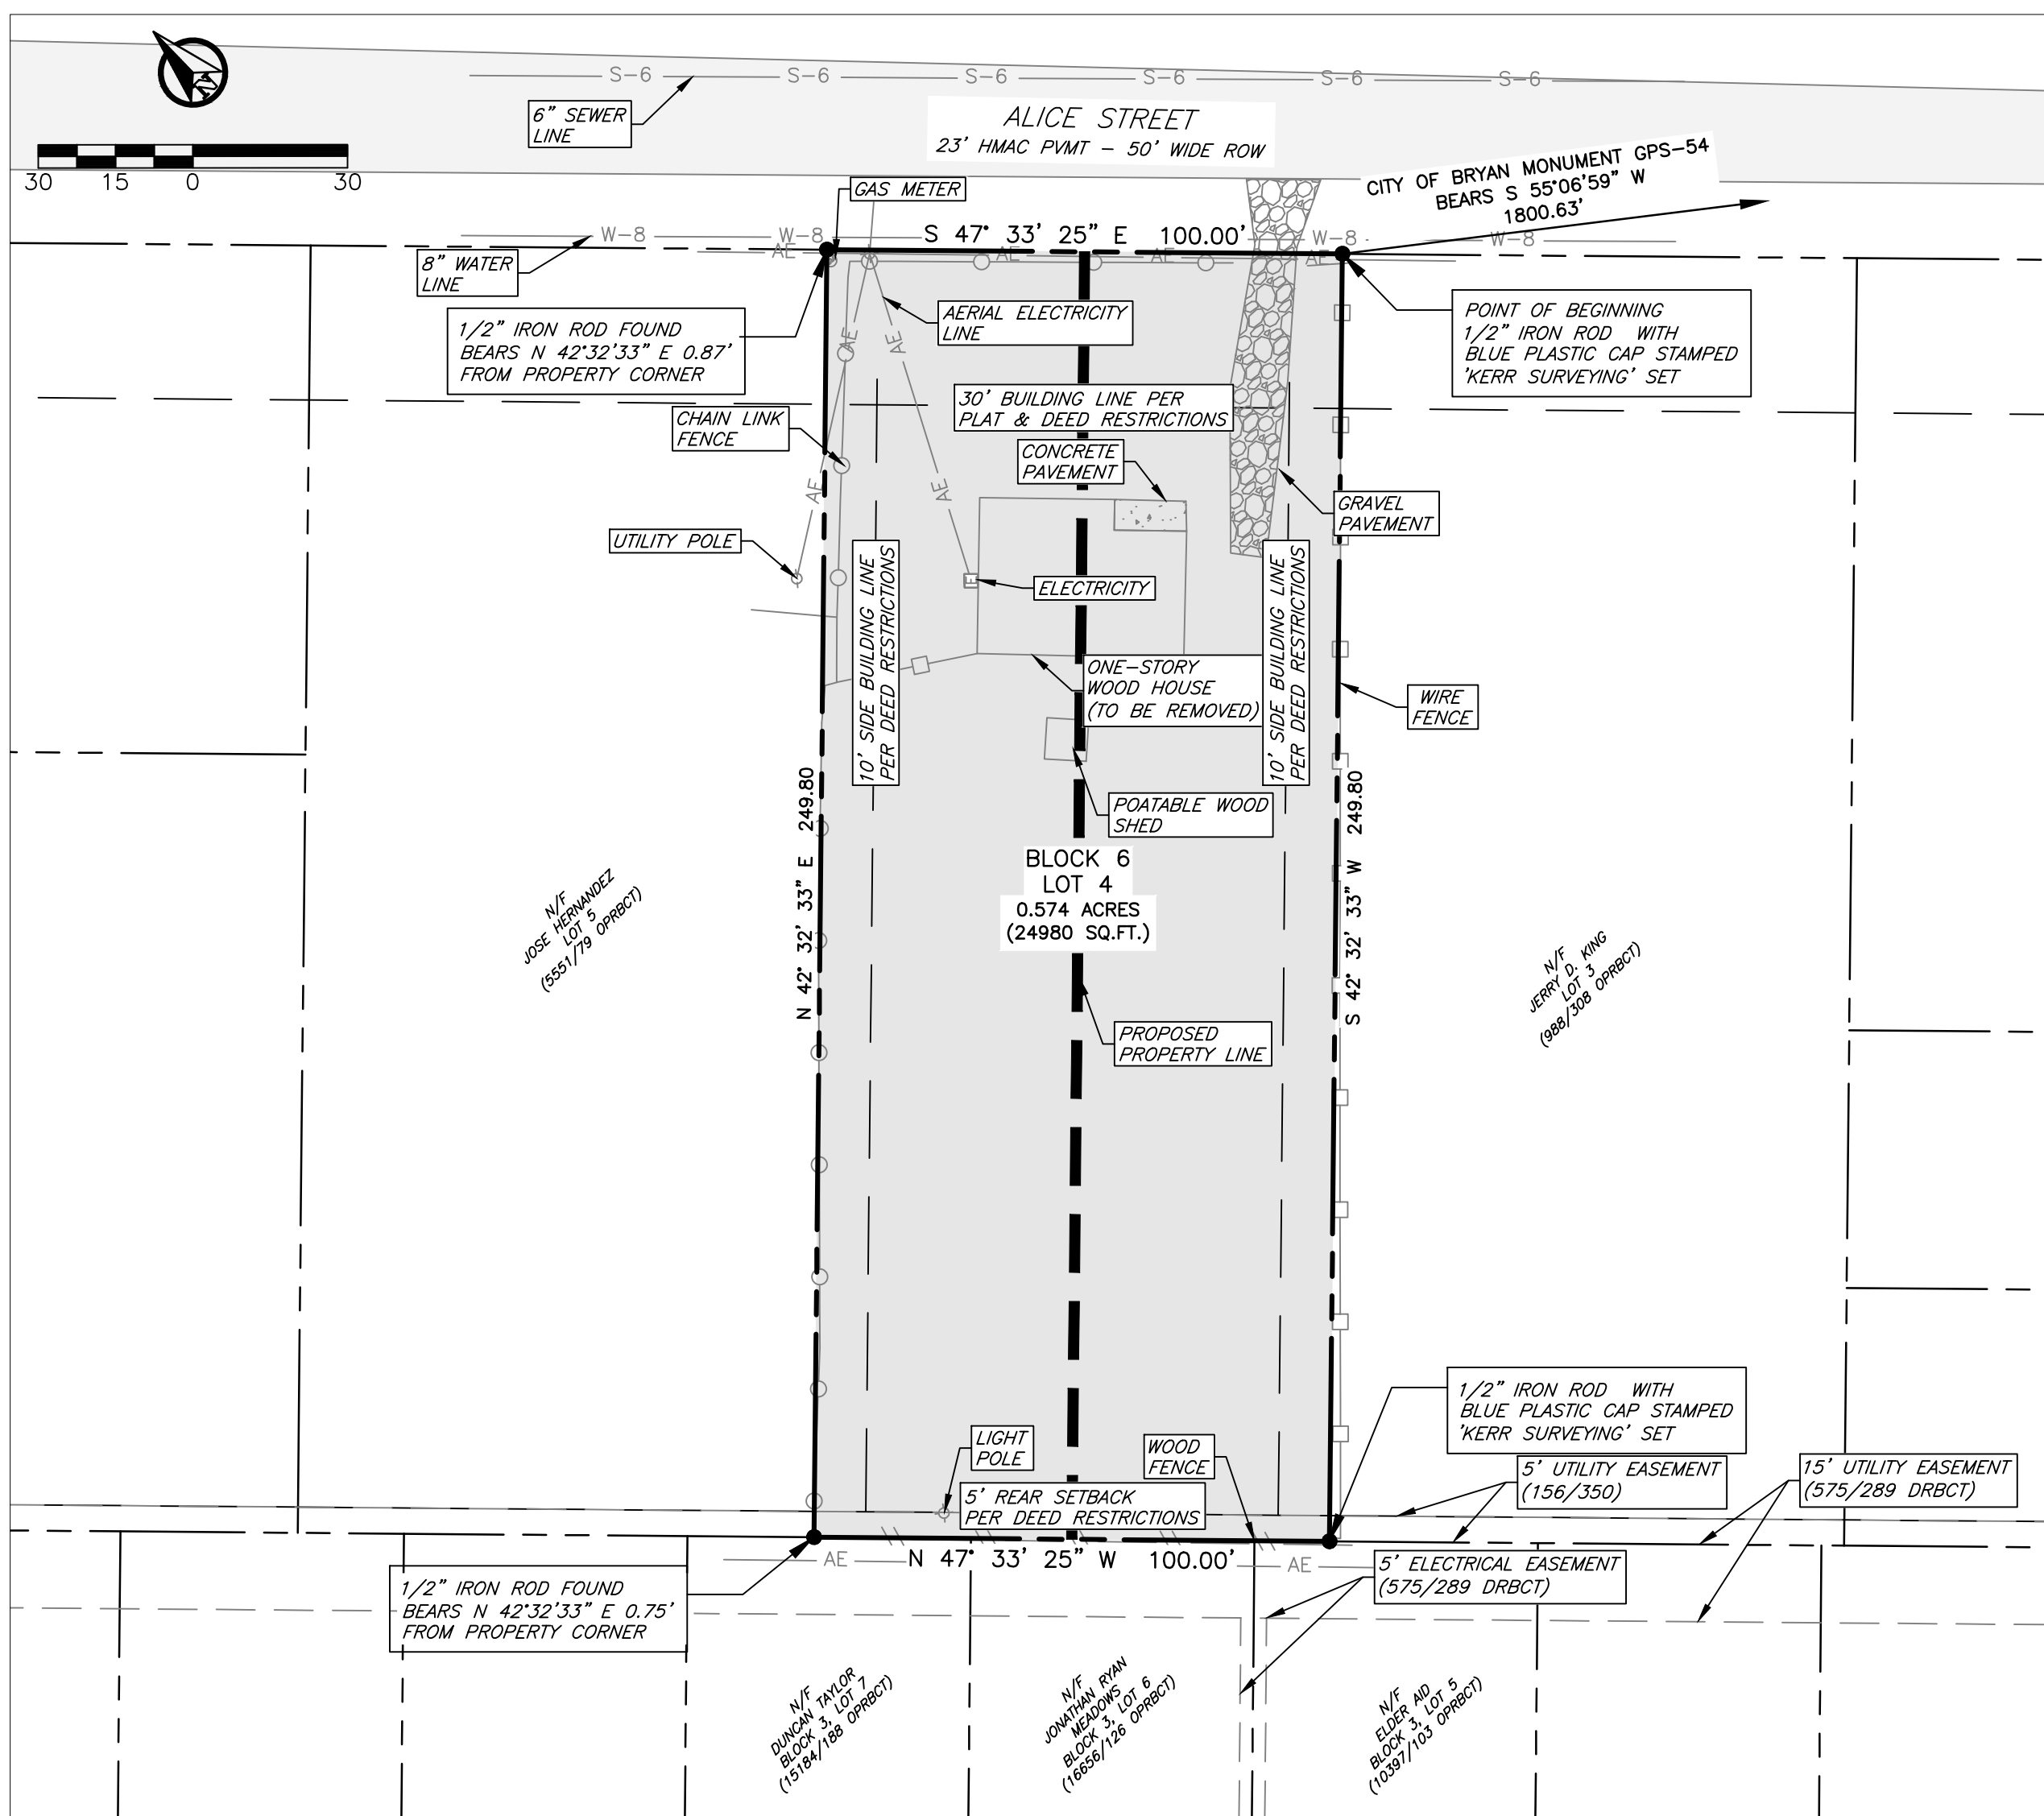 S-6 S-6 S-6 S-6 S-6 S-6
6" SEWER
LINE
ALICE STREET
23' HMAC PVMT - 50' WIDE ROW
N
30 15 0 30
CITY OF BRYAN MONUMENT GPS-54
BEARS S 55°06'59" W
1800.63'
GAS METER
W-8 W-8 W-8 W-8
S 47° 33' 25" E 100.00'
AE AE AE AE
8" WATER
LINE
1/2" IRON ROD FOUND
BEARS N 42°32'33" E 0.87'
FROM PROPERTY CORNER
AERIAL ELECTRICITY
LINE
AE AE
POINT OF BEGINNING
1/2" IRON ROD WITH
BLUE PLASTIC CAP STAMPED
'KERR SURVEYING' SET
30' BUILDING LINE PER
PLAT & DEED RESTRICTIONS
CHAIN LINK
FENCE
CONCRETE
PAVEMENT
AE AE
GRAVEL
PAVEMENT
UTILITY POLE
E
ELECTRICITY
10' SIDE BUILDING LINE
PER DEED RESTRICTIONS
10' SIDE BUILDING LINE
PER DEED RESTRICTIONS
ONE-STORY
WOOD HOUSE
(TO BE REMOVED)
WIRE
FENCE
POATABLE WOOD
SHED
N 42° 32' 33" E 249.80
S 42° 32' 33" W 249.80
BLOCK 6
LOT 4
0.574 ACRES
(24980 SQ.FT.)
N/F
JOSE HERNANDEZ
LOT 5
(5551/79 OPRBCT)
N/F
JERRY D. KING
LOT 3
(988/308 OPRBCT)
PROPOSED
PROPERTY LINE
1/2" IRON ROD WITH
BLUE PLASTIC CAP STAMPED
'KERR SURVEYING' SET
LIGHT
POLE
WOOD
FENCE
5' UTILITY EASEMENT
(156/350)
15' UTILITY EASEMENT
(575/289 DRBCT)
5' REAR SETBACK
PER DEED RESTRICTIONS
AE N 47° 33' 25" W 100.00' AE
5' ELECTRICAL EASEMENT
(575/289 DRBCT)
1/2" IRON ROD FOUND
BEARS N 42°32'33" E 0.75'
FROM PROPERTY CORNER
N/F
DUNCAN TAYLOR
BLOCK 3, LOT 7
(15184/188 OPRBCT)
N/F
JONATHAN RYAN
MEADOWS
BLOCK 3, LOT 6
(16656/126 OPRBCT)
N/F
ELDER AID
BLOCK 3, LOT 5
(10397/103 OPRBCT)